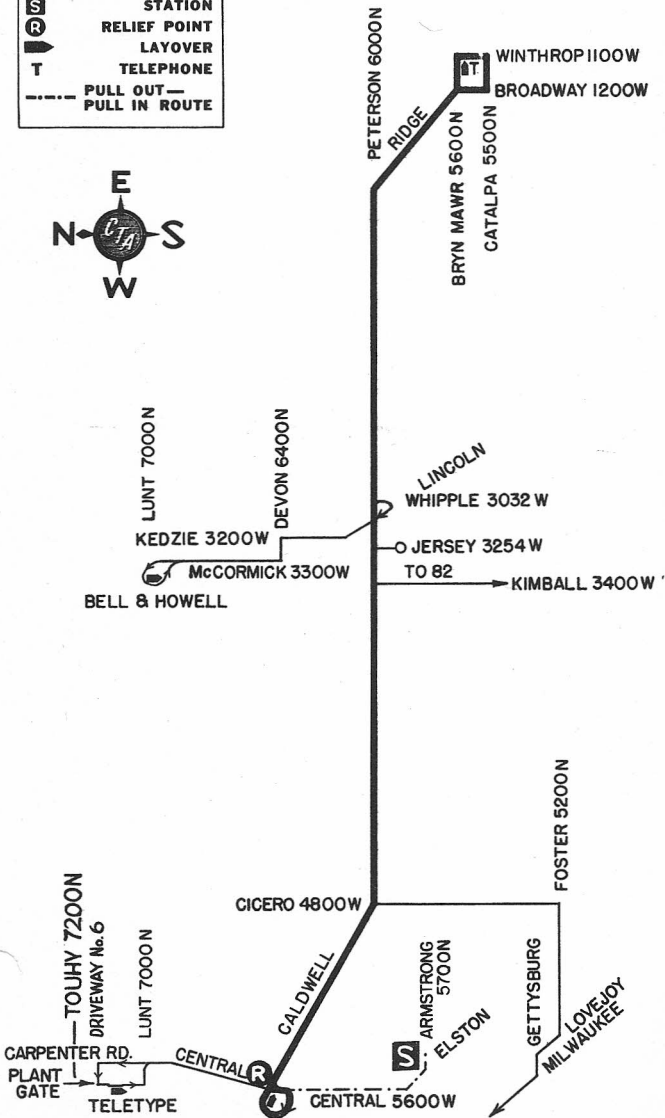 S STATION
R RELIEF POINT
LAYOVER
T TELEPHONE
PULL OUT—
PULL IN ROUTE
E
N CTA S
W
PETERSON 6000N
RIDGE
T
WINTHROP 1100W
BROADWAY 1200W
BRYN MAWR 5600N
CATALPA 5500N
LUNT 7000N
DEVON 6400N
LINCOLN
WHIPPLE 3032 W
KEDZIE 3200W
JERSEY 3254 W
McCORMICK 3300W
TO 82
KIMBALL 3400W
BELL & HOWELL
FOSTER 5200N
CICERO 4800W
TOUHY 7200N
DRIVEWAY No. 6
LUNT 7000N
CALDWELL
ARMSTRONG
5700N
GETTYSBURG
LOVEJOY
MILWAUKEE
ELSTON
S
CARPENTER RD.
CENTRAL
R
PLANT
GATE
TELETYPE
CENTRAL 5600W